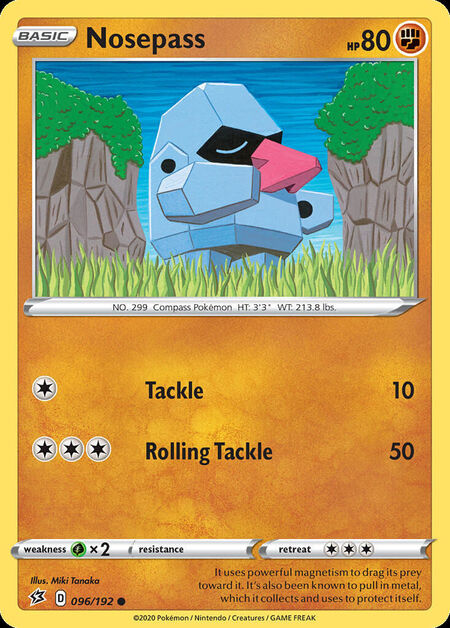 BASIC Nosepass HP 80
NO. 299 Compass Pokémon HT: 3'3" WT: 213.8 lbs.
Tackle 10
Rolling Tackle 50
weakness ×2 resistance retreat
It uses powerful magnetism to drag its prey
toward it. It's also been known to pull in metal,
which it collects and uses to protect itself.
Illus. Miki Tanaka
D 096/192
©2020 Pokémon / Nintendo / Creatures / GAME FREAK